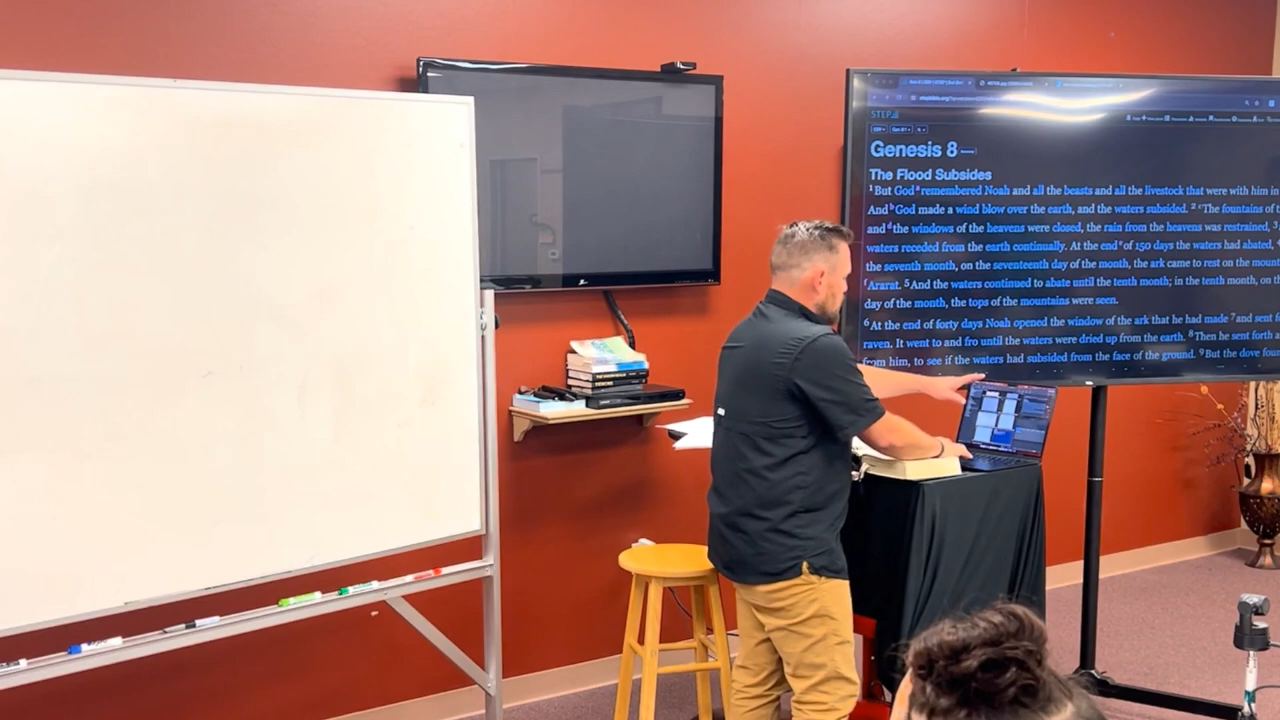 STEP
ESV
Gen 8:1
Genesis 8
The Flood Subsides
1 But God a remembered Noah and all the beasts and all the livestock that were with him in
And b God made a wind blow over the earth, and the waters subsided. 2 c The fountains of t
and d the windows of the heavens were closed, the rain from the heavens was restrained, 3
waters receded from the earth continually. At the end e of 150 days the waters had abated,
the seventh month, on the seventeenth day of the month, the ark came to rest on the mount
f Ararat. 5 And the waters continued to abate until the tenth month; in the tenth month, on t
day of the month, the tops of the mountains were seen.
6 At the end of forty days Noah opened the window of the ark that he had made 7 and sent f
raven. It went to and fro until the waters were dried up from the earth. 8 Then he sent forth a
from him, to see if the waters had subsided from the face of the ground. 9 But the dove fou